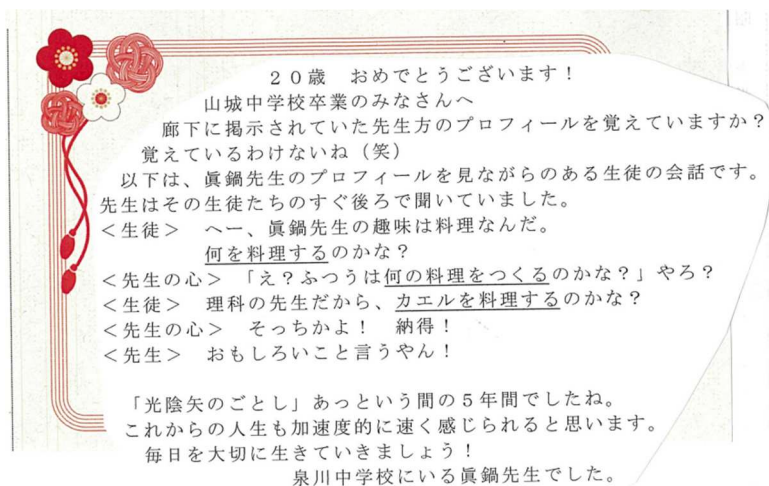 20歳　おめでとうございます！
山城中学校卒業のみなさんへ
廊下に掲示されていた先生方のプロフィールを覚えていますか？
覚えているわけないね（笑）
以下は、眞鍋先生のプロフィールを見ながらのある生徒の会話です。
先生はその生徒たちのすぐ後ろで聞いていました。
＜生徒＞　へー、眞鍋先生の趣味は料理なんだ。
何を料理するのかな？
＜先生の心＞　「え？ふつうは何の料理をつくるのかな？」やろ？
＜生徒＞　理科の先生だから、カエルを料理するのかな？
＜先生の心＞　そっちかよ！　納得！
＜先生＞　おもしろいこと言うやん！
「光陰矢のごとし」あっという間の５年間でしたね。
これからの人生も加速度的に速く感じられると思います。
毎日を大切に生きていきましょう！
泉川中学校にいる眞鍋先生でした。